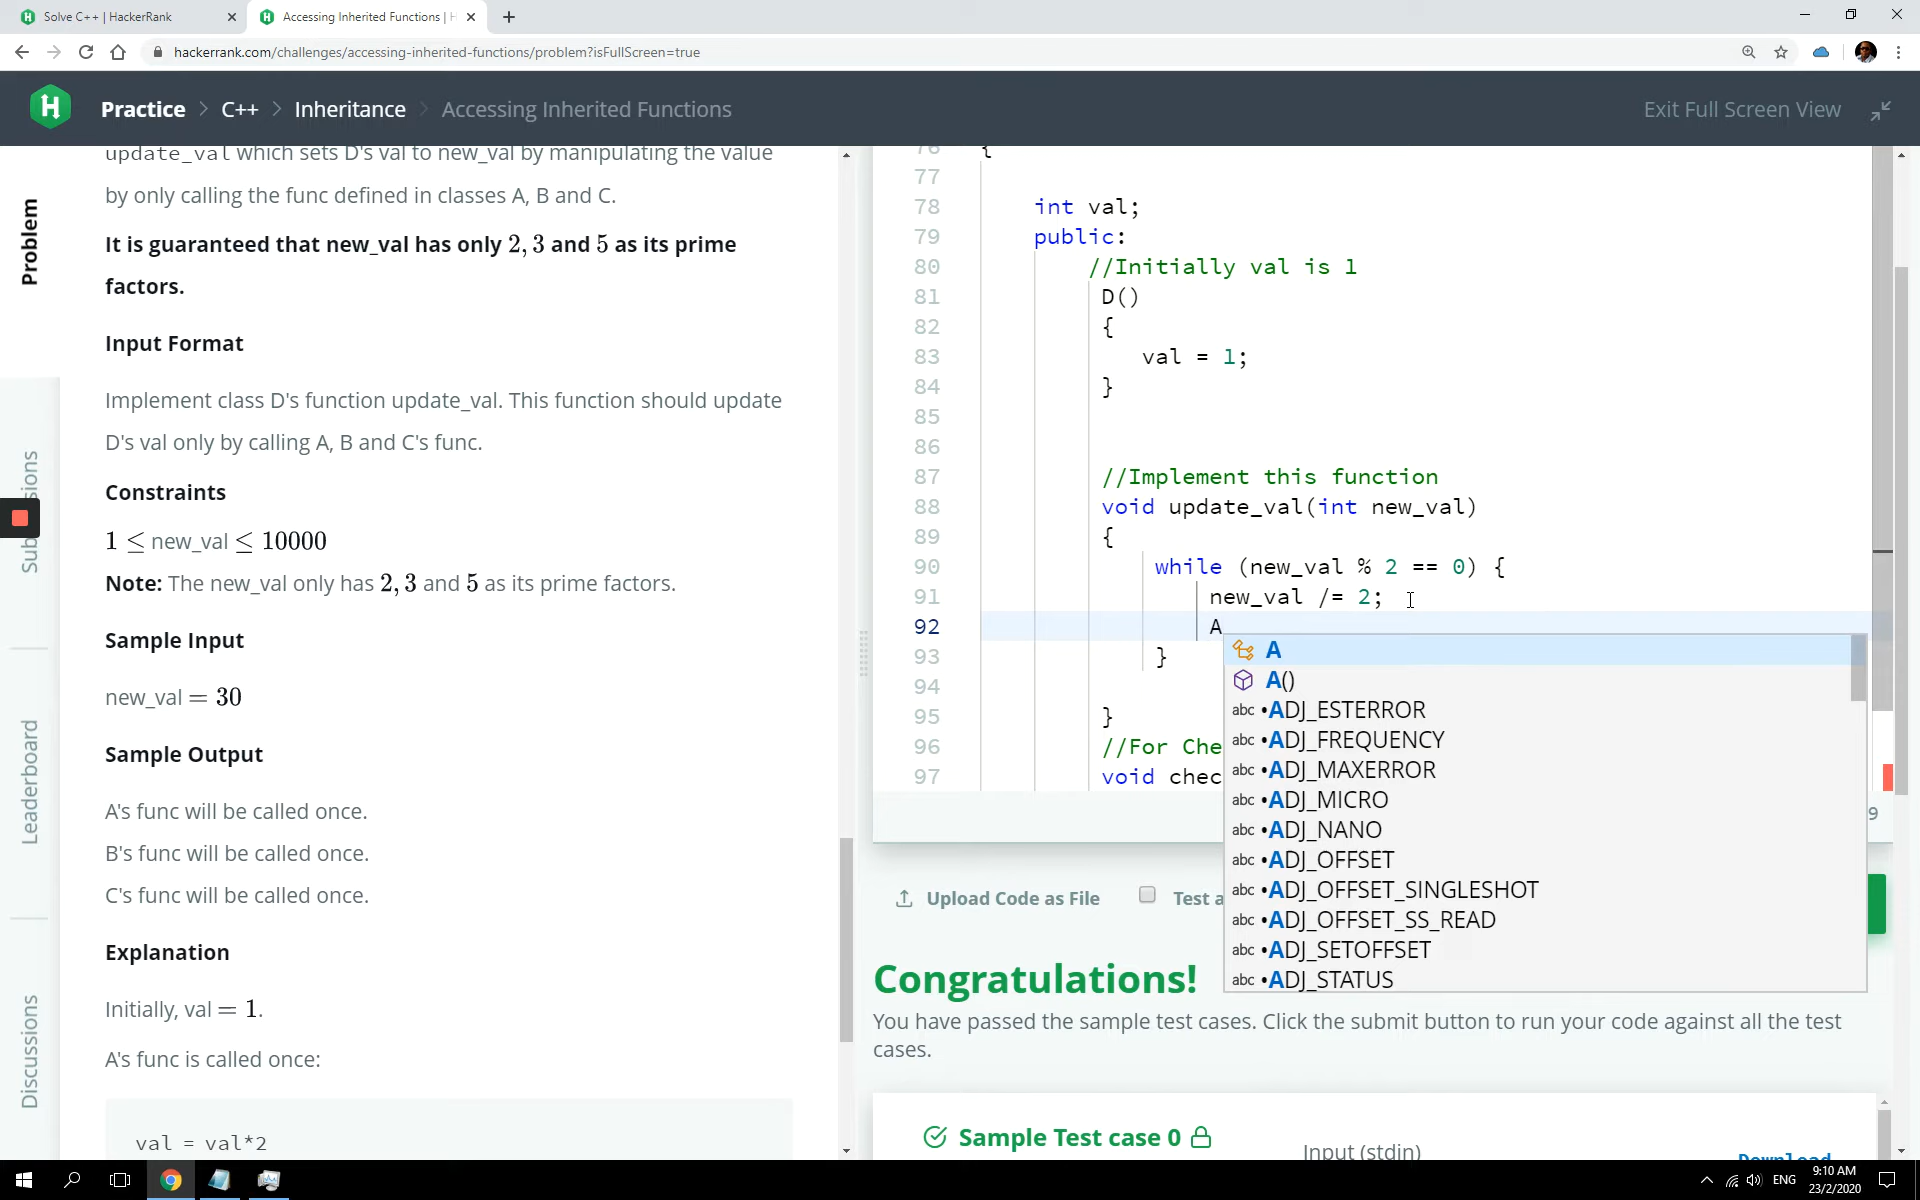 Solve C++ | HackerRank
Accessing Inherited Functions | H
hackerrank.com/challenges/accessing-inherited-functions/problem?isFullScreen=true
Practice > C++ > Inheritance > Accessing Inherited Functions
Exit Full Screen View
Problem
Submissions
Leaderboard
Discussions
update_val which sets D's val to new_val by manipulating the value
by only calling the func defined in classes A, B and C.
It is guaranteed that new_val has only 2, 3 and 5 as its prime
factors.
Input Format
Implement class D's function update_val. This function should update
D's val only by calling A, B and C's func.
Constraints
1 ≤ new_val ≤ 10000
Note: The new_val only has 2, 3 and 5 as its prime factors.
Sample Input
new_val = 30
Sample Output
A's func will be called once.
B's func will be called once.
C's func will be called once.
Explanation
Initially, val = 1.
A's func is called once:
val = val*2
76 {
77
78 int val;
79 public:
80 //Initially val is 1
81 D()
82 {
83 val = 1;
84 }
85
86
87 //Implement this function
88 void update_val(int new_val)
89 {
90 while (new_val % 2 == 0) {
91 new_val /= 2;
92 A
93 }
94
95 }
96 //For Che
97 void chec
A
A()
abc •ADJ_ESTERROR
abc •ADJ_FREQUENCY
abc •ADJ_MAXERROR
abc •ADJ_MICRO
abc •ADJ_NANO
abc •ADJ_OFFSET
abc •ADJ_OFFSET_SINGLESHOT
abc •ADJ_OFFSET_SS_READ
abc •ADJ_SETOFFSET
abc •ADJ_STATUS
9
Upload Code as File
Test a
Congratulations!
You have passed the sample test cases. Click the submit button to run your code against all the test
cases.
Sample Test case 0
Input (stdin)
Download
ENG
9:10 AM
23/2/2020